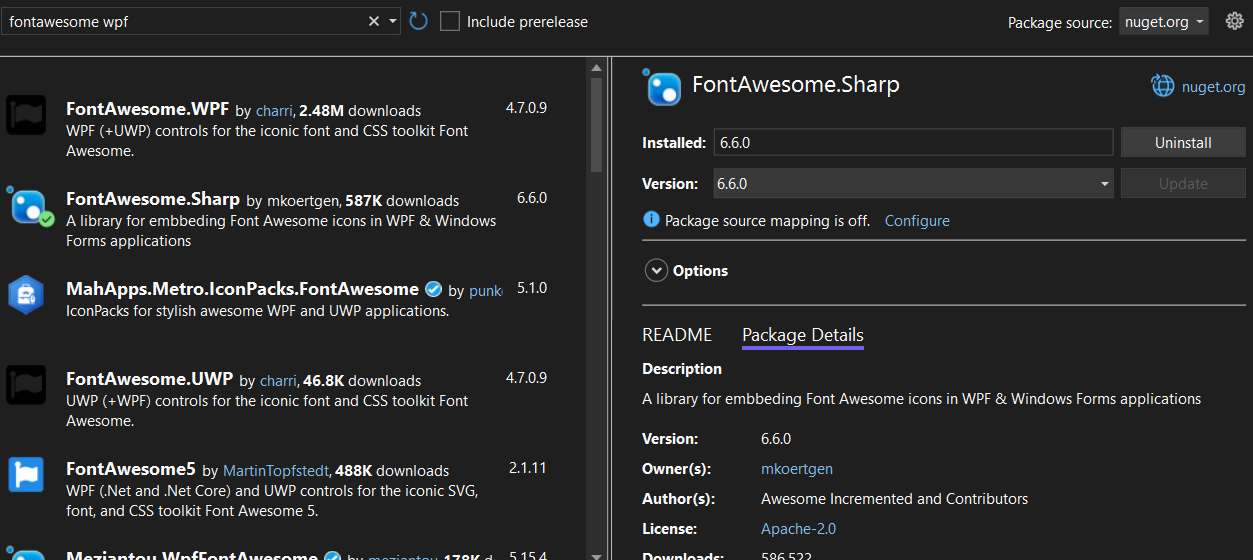 fontawesome wpf
Include prerelease
Package source: nuget.org
FontAwesome.WPF by charri, 2.48M downloads 4.7.0.9
WPF (+UWP) controls for the iconic font and CSS toolkit Font
Awesome.
FontAwesome.Sharp by mkoertgen, 587K downloads 6.6.0
A library for embbeding Font Awesome icons in WPF & Windows
Forms applications
MahApps.Metro.IconPacks.FontAwesome by punk 5.1.0
IconPacks for stylish awesome WPF and UWP applications.
FontAwesome.UWP by charri, 46.8K downloads 4.7.0.9
UWP (+WPF) controls for the iconic font and CSS toolkit Font
Awesome.
FontAwesome5 by MartinTopfstedt, 488K downloads 2.1.11
WPF (.Net and .Net Core) and UWP controls for the iconic SVG,
font, and CSS toolkit Font Awesome 5.
Meziantou.WpfFontAwesome by meziantou, 178K d 5.15.4
FontAwesome.Sharp
nuget.org
Installed: 6.6.0 Uninstall
Version: 6.6.0 Update
Package source mapping is off. Configure
Options
README Package Details
Description
A library for embbeding Font Awesome icons in WPF & Windows Forms applications
Version: 6.6.0
Owner(s): mkoertgen
Author(s): Awesome Incremented and Contributors
License: Apache-2.0
Downloads: 586,522